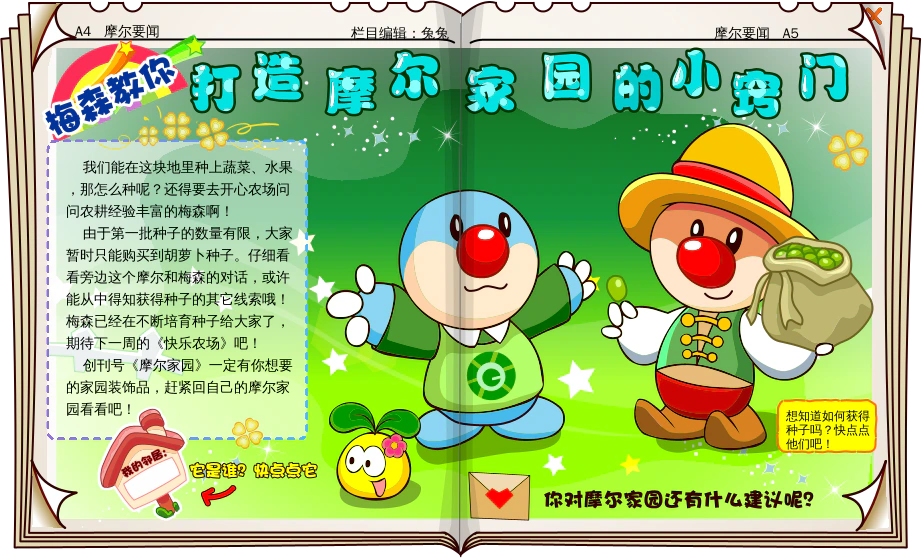 A4 摩尔要闻
栏目编辑：兔兔
摩尔要闻 A5
梅森教你
打造摩尔家园的小窍门
我们能在这块地里种上蔬菜、水果
，那怎么种呢？还得要去开心农场问
问农耕经验丰富的梅森啊！
由于第一批种子的数量有限，大家
暂时只能购买到胡萝卜种子。仔细看
看旁边这个摩尔和梅森的对话，或许
能从中得知获得种子的其它线索哦！
梅森已经在不断培育种子给大家了，
期待下一周的《快乐农场》吧！
创刊号《摩尔家园》一定有你想要
的家园装饰品，赶紧回自己的摩尔家
园看看吧！
想知道如何获得
种子吗？快点点
他们吧！
我的邻居：
它是谁？快点点它
你对摩尔家园还有什么建议呢？